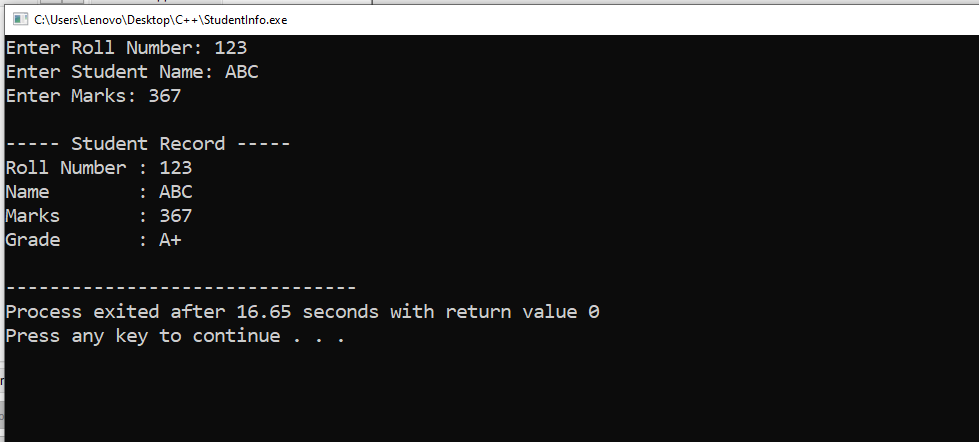 C:\Users\Lenovo\Desktop\C++\StudentInfo.exe
Enter Roll Number: 123
Enter Student Name: ABC
Enter Marks: 367
----- Student Record -----
Roll Number : 123
Name        : ABC
Marks       : 367
Grade       : A+
--------------------------------
Process exited after 16.65 seconds with return value 0
Press any key to continue . . .